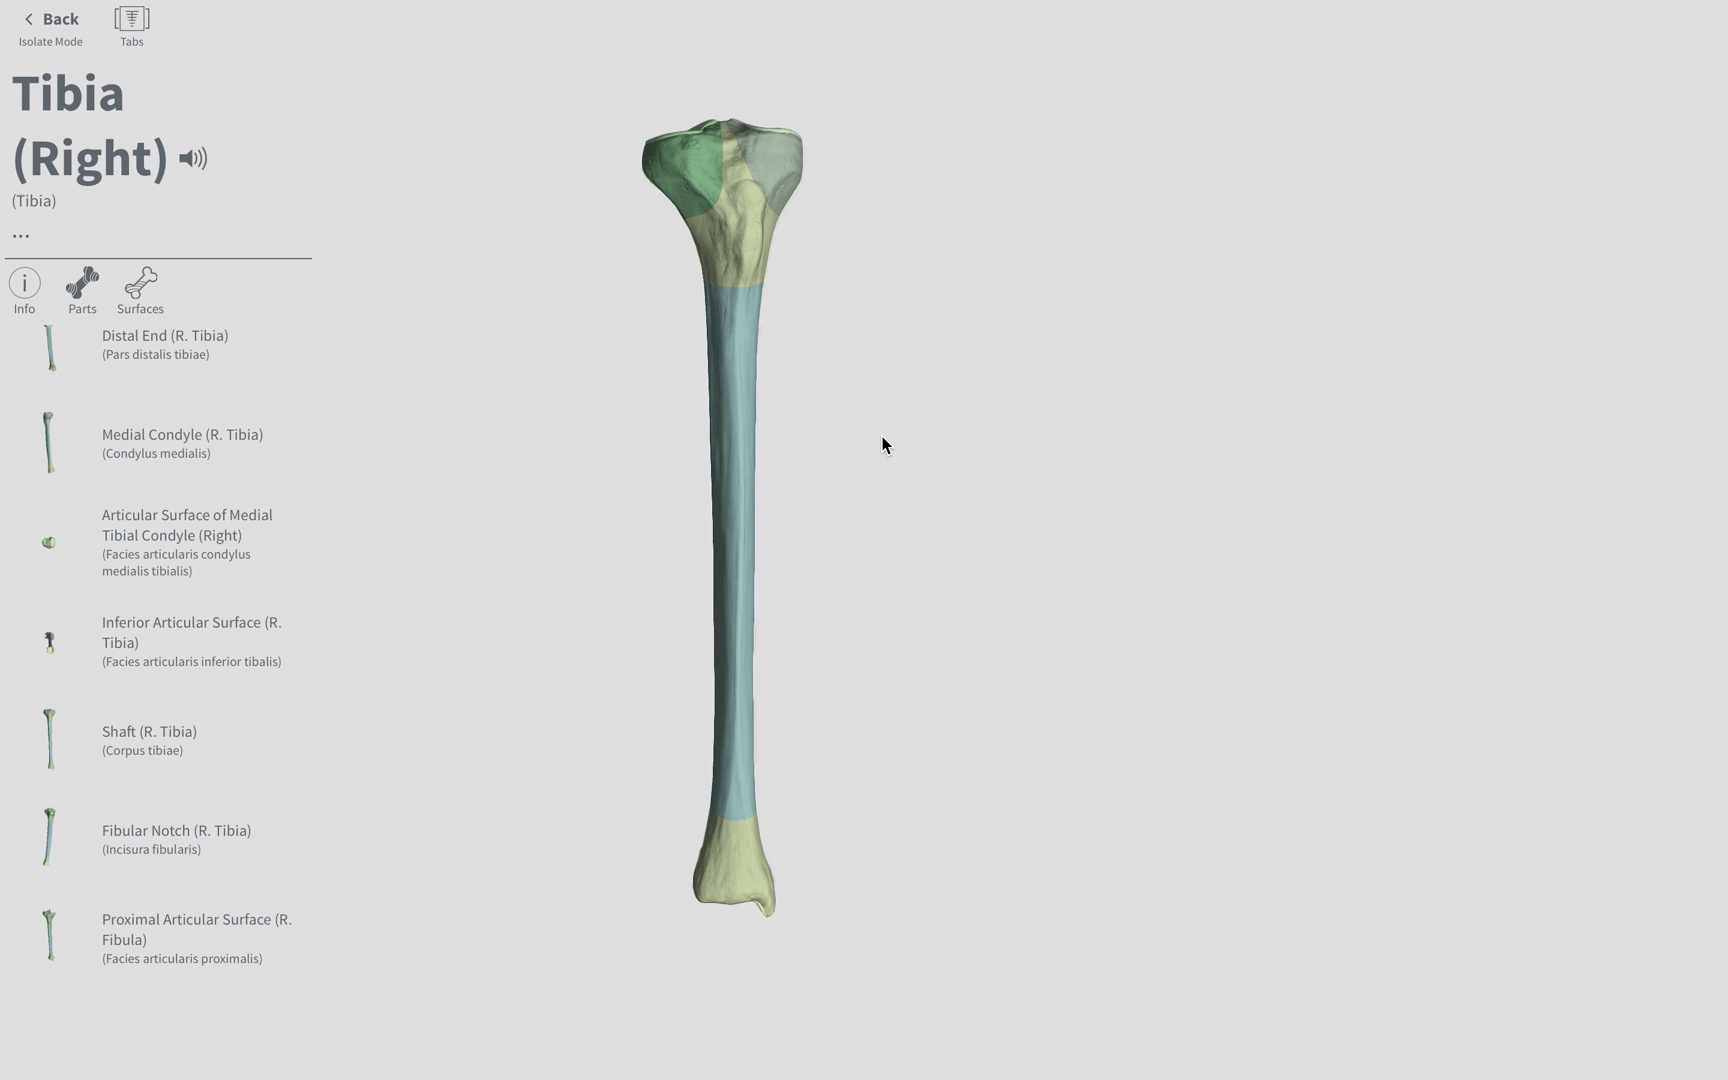 Back
Isolate Mode
Tabs
Tibia
(Right)
(Tibia)
...
i
Info
Parts
Surfaces
Distal End (R. Tibia)
(Pars distalis tibiae)
Medial Condyle (R. Tibia)
(Condylus medialis)
Articular Surface of Medial
Tibial Condyle (Right)
(Facies articularis condylus
medialis tibialis)
Inferior Articular Surface (R.
Tibia)
(Facies articularis inferior tibalis)
Shaft (R. Tibia)
(Corpus tibiae)
Fibular Notch (R. Tibia)
(Incisura fibularis)
Proximal Articular Surface (R.
Fibula)
(Facies articularis proximalis)